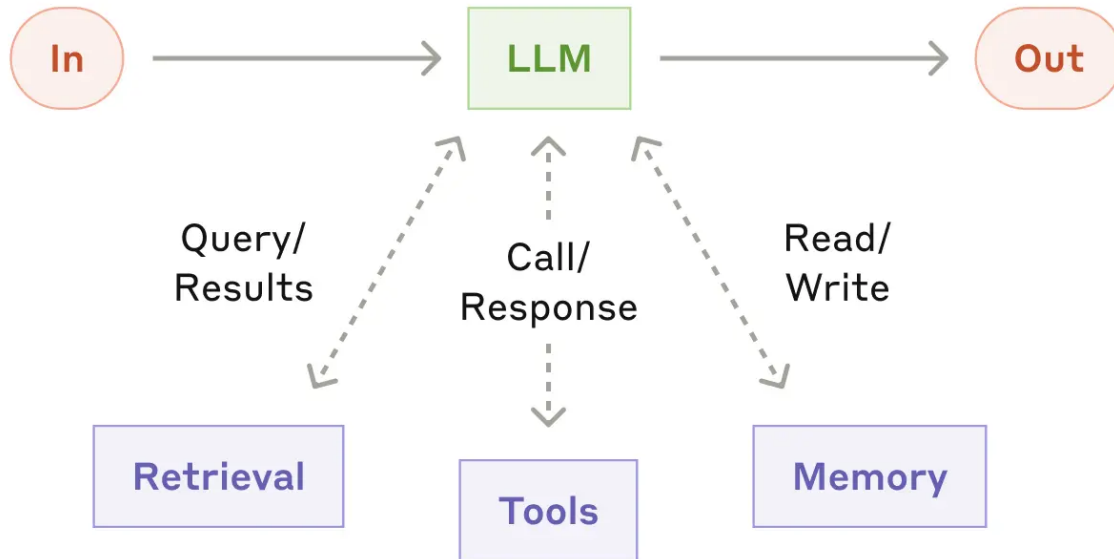 In
LLM
Out
Query/
Results
Call/
Response
Read/
Write
Retrieval
Tools
Memory